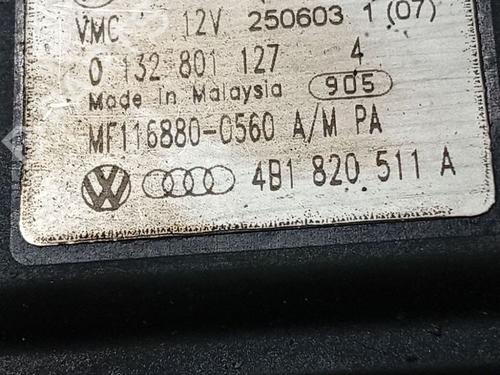 VMC 12V 250603 1 (07)
0 132 801 127 4
Made in Malaysia 905
MF116880-0560 A/M PA
4B1 820 511 A